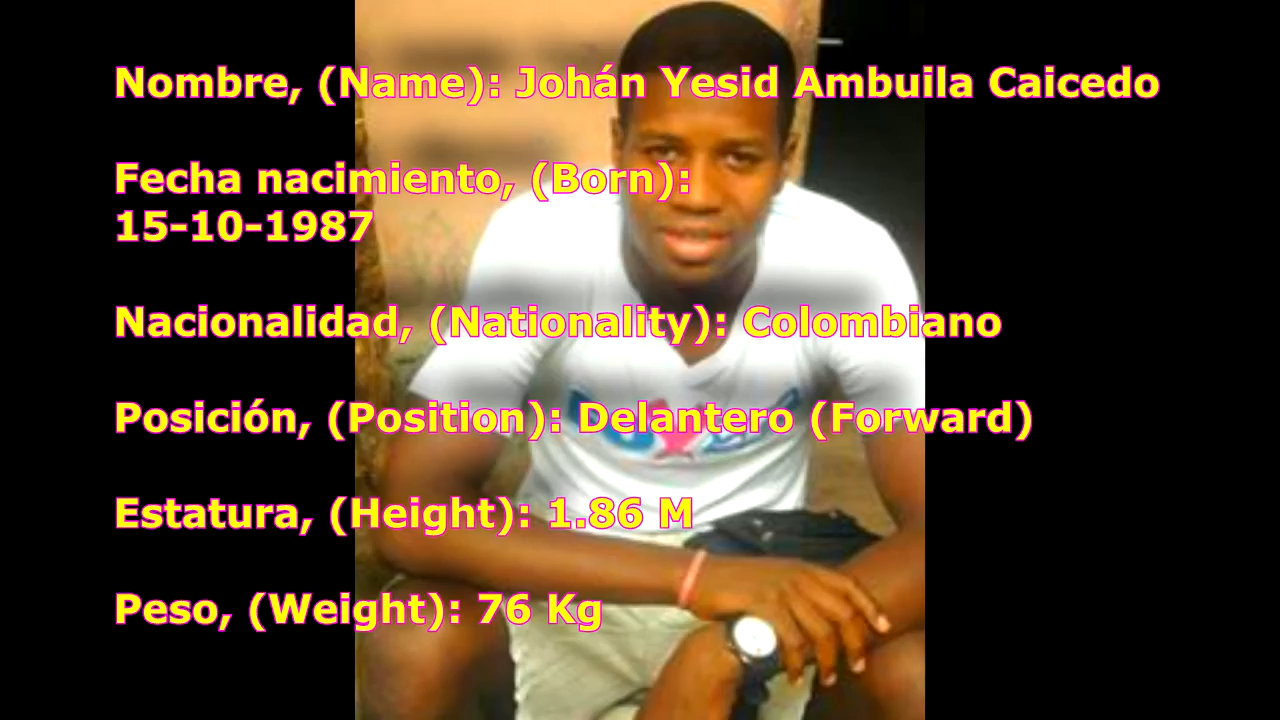 Nombre, (Name): Johán Yesid Ambuila Caicedo
Fecha nacimiento, (Born):
15-10-1987
Nacionalidad, (Nationality): Colombiano
Posición, (Position): Delantero (Forward)
Estatura, (Height): 1.86 M
Peso, (Weight): 76 Kg